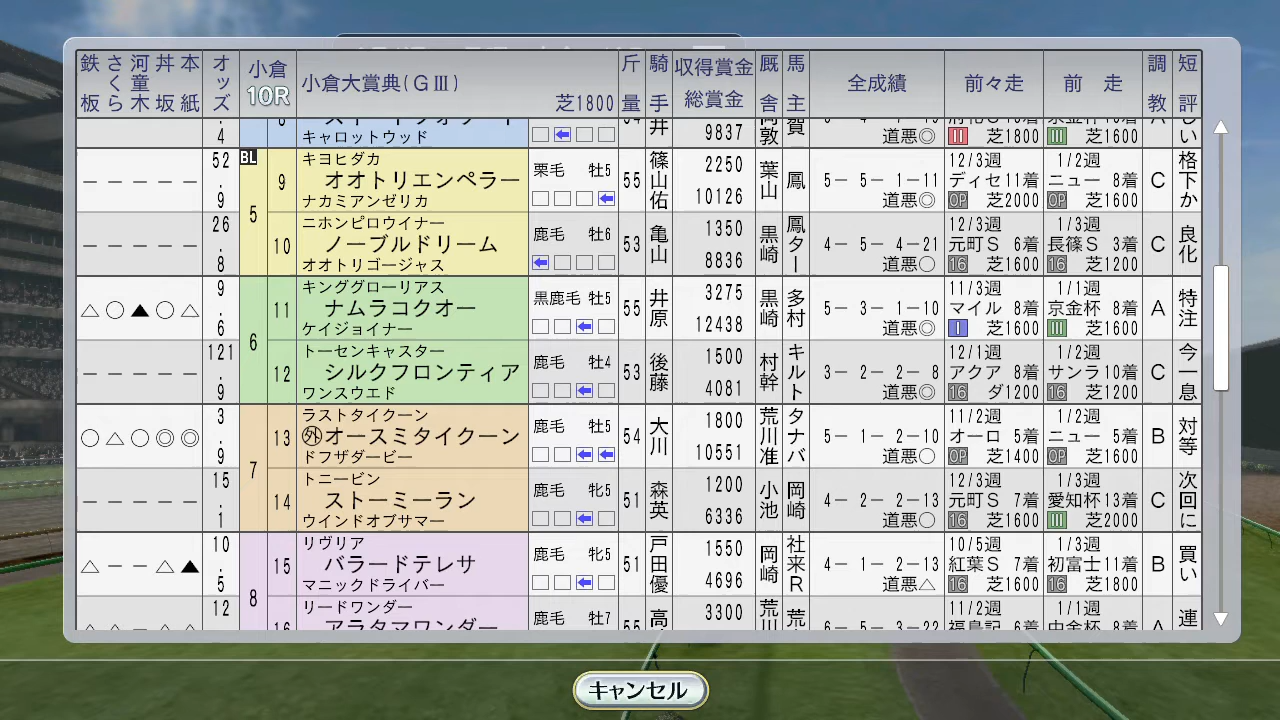 鉄板 さくら 河童木 丼坂 本紙 オッズ 小倉10R 小倉大賞典(GⅢ) 芝1800 斤量 騎手 収得賞金 総賞金 厩舎 馬主 全成績 前々走 前 走 調教 短評
4 キャロットウッド 井 9837 敦 賀 道悪◎ Ⅱ 芝1800 Ⅲ 芝1600 い
－ － － － － 52.9 BL 5 9 キヨヒダカ
オオトリエンペラー
ナカミアンゼリカ
栗毛 牡5 55 篠山佑 2250 10126 葉山 鳳 5－ 5－ 1－11 道悪◎ 12/3週 ディセ11着 OP 芝2000 1/2週 ニュー 8着 OP 芝1600 C 格下か
－ － － － － 26.8 10 ニホンピロウイナー
ノーブルドリーム
オオトリゴージャス
鹿毛 牡6 53 亀山 1350 8836 黒崎 鳳ター 4－ 5－ 4－21 道悪○ 12/3週 元町S 6着 16 芝1600 1/3週 長篠S 3着 16 芝1200 C 良化
△ ○ ▲ ○ △ 9.6 6 11 キンググローリアス
ナムラコクオー
ケイジョイナー
黒鹿毛 牡5 55 井原 3275 12438 黒崎 多村 5－ 3－ 1－10 道悪◎ 11/3週 マイル 8着 Ⅰ 芝1600 1/1週 京金杯 8着 Ⅲ 芝1600 A 特注
－ － － － － 121.9 12 トーセンキャスター
シルクフロンティア
ワンスウエド
鹿毛 牡4 53 後藤 1500 4081 村幹 キルト 3－ 2－ 2－ 8 道悪◎ 12/1週 アクア 8着 16 ダ1200 1/2週 サンラ10着 16 芝1200 C 今一息
○ △ ○ ◎ ◎ 3.9 7 13 ラストタイクーン
外オースミタイクーン
ドフザダービー
鹿毛 牡5 54 大川 1800 10551 荒川准 タナバ 5－ 1－ 2－10 道悪○ 11/2週 オーロ 5着 OP 芝1400 1/2週 ニュー 5着 OP 芝1600 B 対等
－ － － － － 15.1 14 トニービン
ストーミーラン
ウインドオブサマー
鹿毛 牝5 51 森英 1200 6336 小池 岡崎 4－ 2－ 2－13 道悪○ 12/3週 元町S 7着 16 芝1600 1/3週 愛知杯13着 Ⅲ 芝2000 C 次回に
△ － － △ ▲ 10.5 8 15 リヴリア
バラードテレサ
マニックドライバー
鹿毛 牝5 51 戸田優 1550 4696 岡崎 社来R 4－ 1－ 2－13 道悪△ 10/5週 紅葉S 7着 16 芝1600 1/3週 初富士11着 16 芝1800 B 買い
12 16 リードワンダー
アラタマワンダー
鹿毛 牡7 55 高 3300 荒川 荒 6－ 5－ 3－22 11/2週 福島記 6着 1/1週 中金杯 8着 A 連
キャンセル